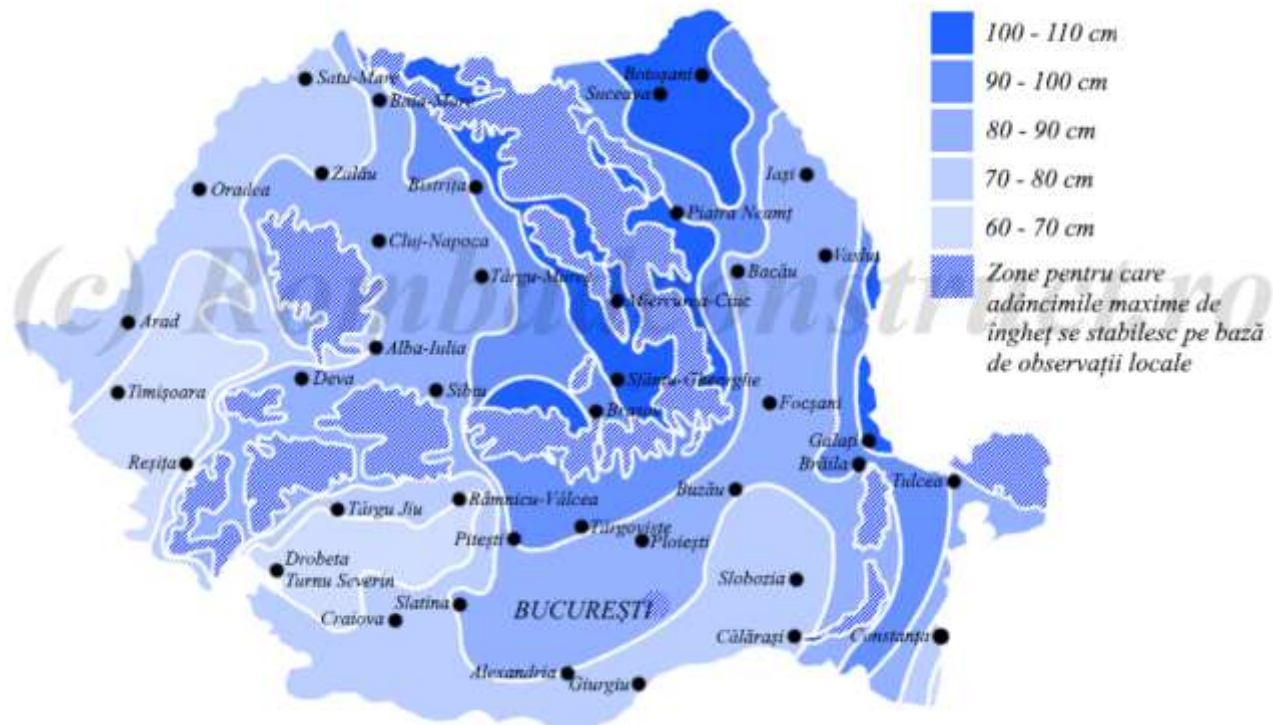 100 - 110 cm
90 - 100 cm
80 - 90 cm
70 - 80 cm
60 - 70 cm
Zone pentru care
adâncimile maxime de
îngheț se stabilesc pe bază
de observații locale
Satu-Mare
Baia-Mare
Botoșani
Suceava
Zalău
Oradea
Bistrița
Iași
Piatra Neamț
Cluj-Napoca
Târgu-Mureș
Bacău
Vaslui
Miercurea-Ciuc
Arad
Alba-Iulia
Deva
Sibiu
Sfântu-Gheorghe
Timișoara
Brașov
Focșani
Galați
Reșița
Brăila
Tulcea
Buzău
Târgu Jiu
Râmnicu-Vâlcea
Târgoviște
Pitești
Ploiești
Drobeta
Turnu Severin
Slobozia
Slatina
BUCUREȘTI
Craiova
Călărași
Constanța
Alexandria
Giurgiu